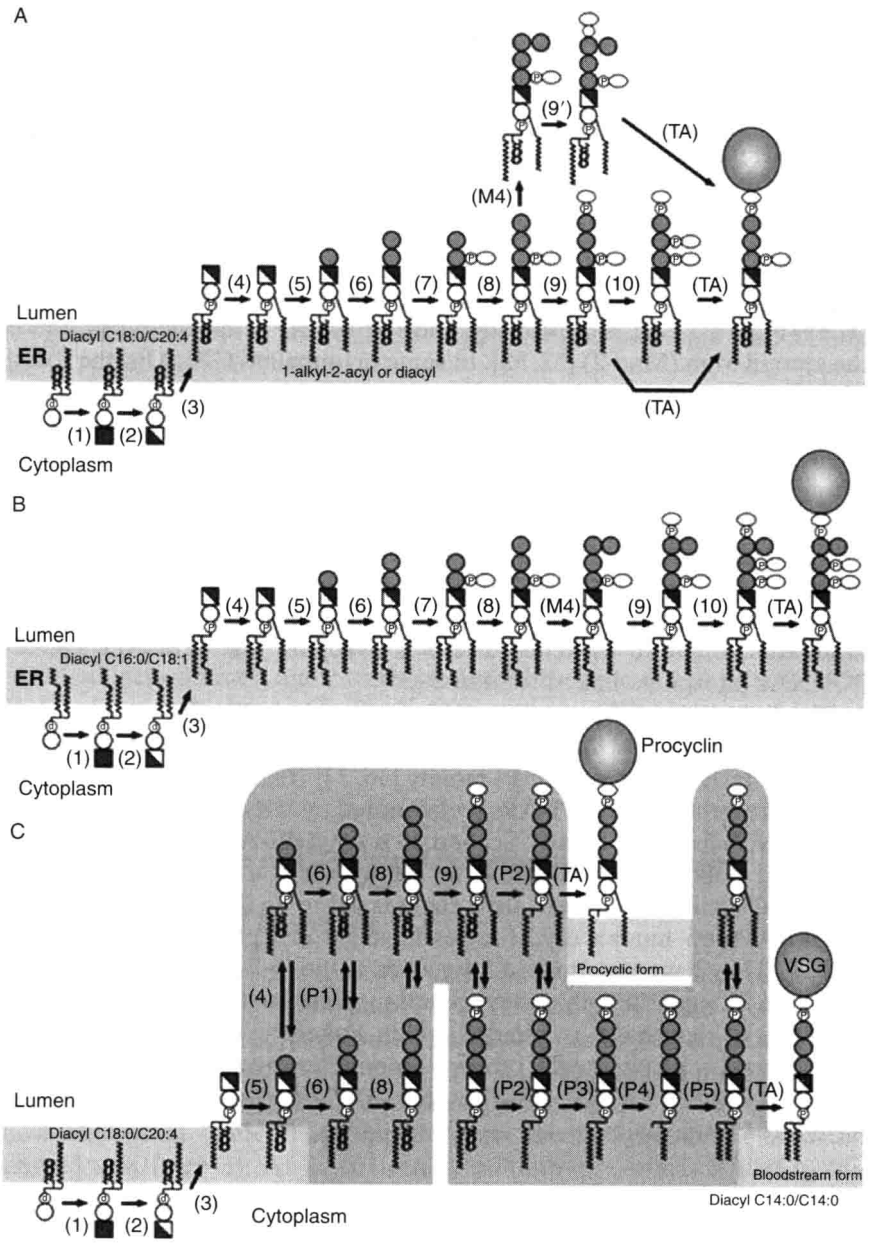 A
(9′)
(TA)
(M4)
(4) (5) (6) (7) (8) (9) (10) (TA)
Lumen
Diacyl C18:0/C20:4
ER
1-alkyl-2-acyl or diacyl
(3)
(TA)
(1) (2)
Cytoplasm
B
(4) (5) (6) (7) (8) (M4) (9) (10) (TA)
Lumen
Diacyl C16:0/C18:1
ER
(3)
(1) (2)
Cytoplasm
Procyclin
C
(6) (8) (9) (P2) (TA)
Procyclic form
VSG
(4) (P1)
(5) (6) (8) (P2) (P3) (P4) (P5) (TA)
Lumen
Diacyl C18:0/C20:4
Bloodstream form
(3)
Diacyl C14:0/C14:0
(1) (2)
Cytoplasm